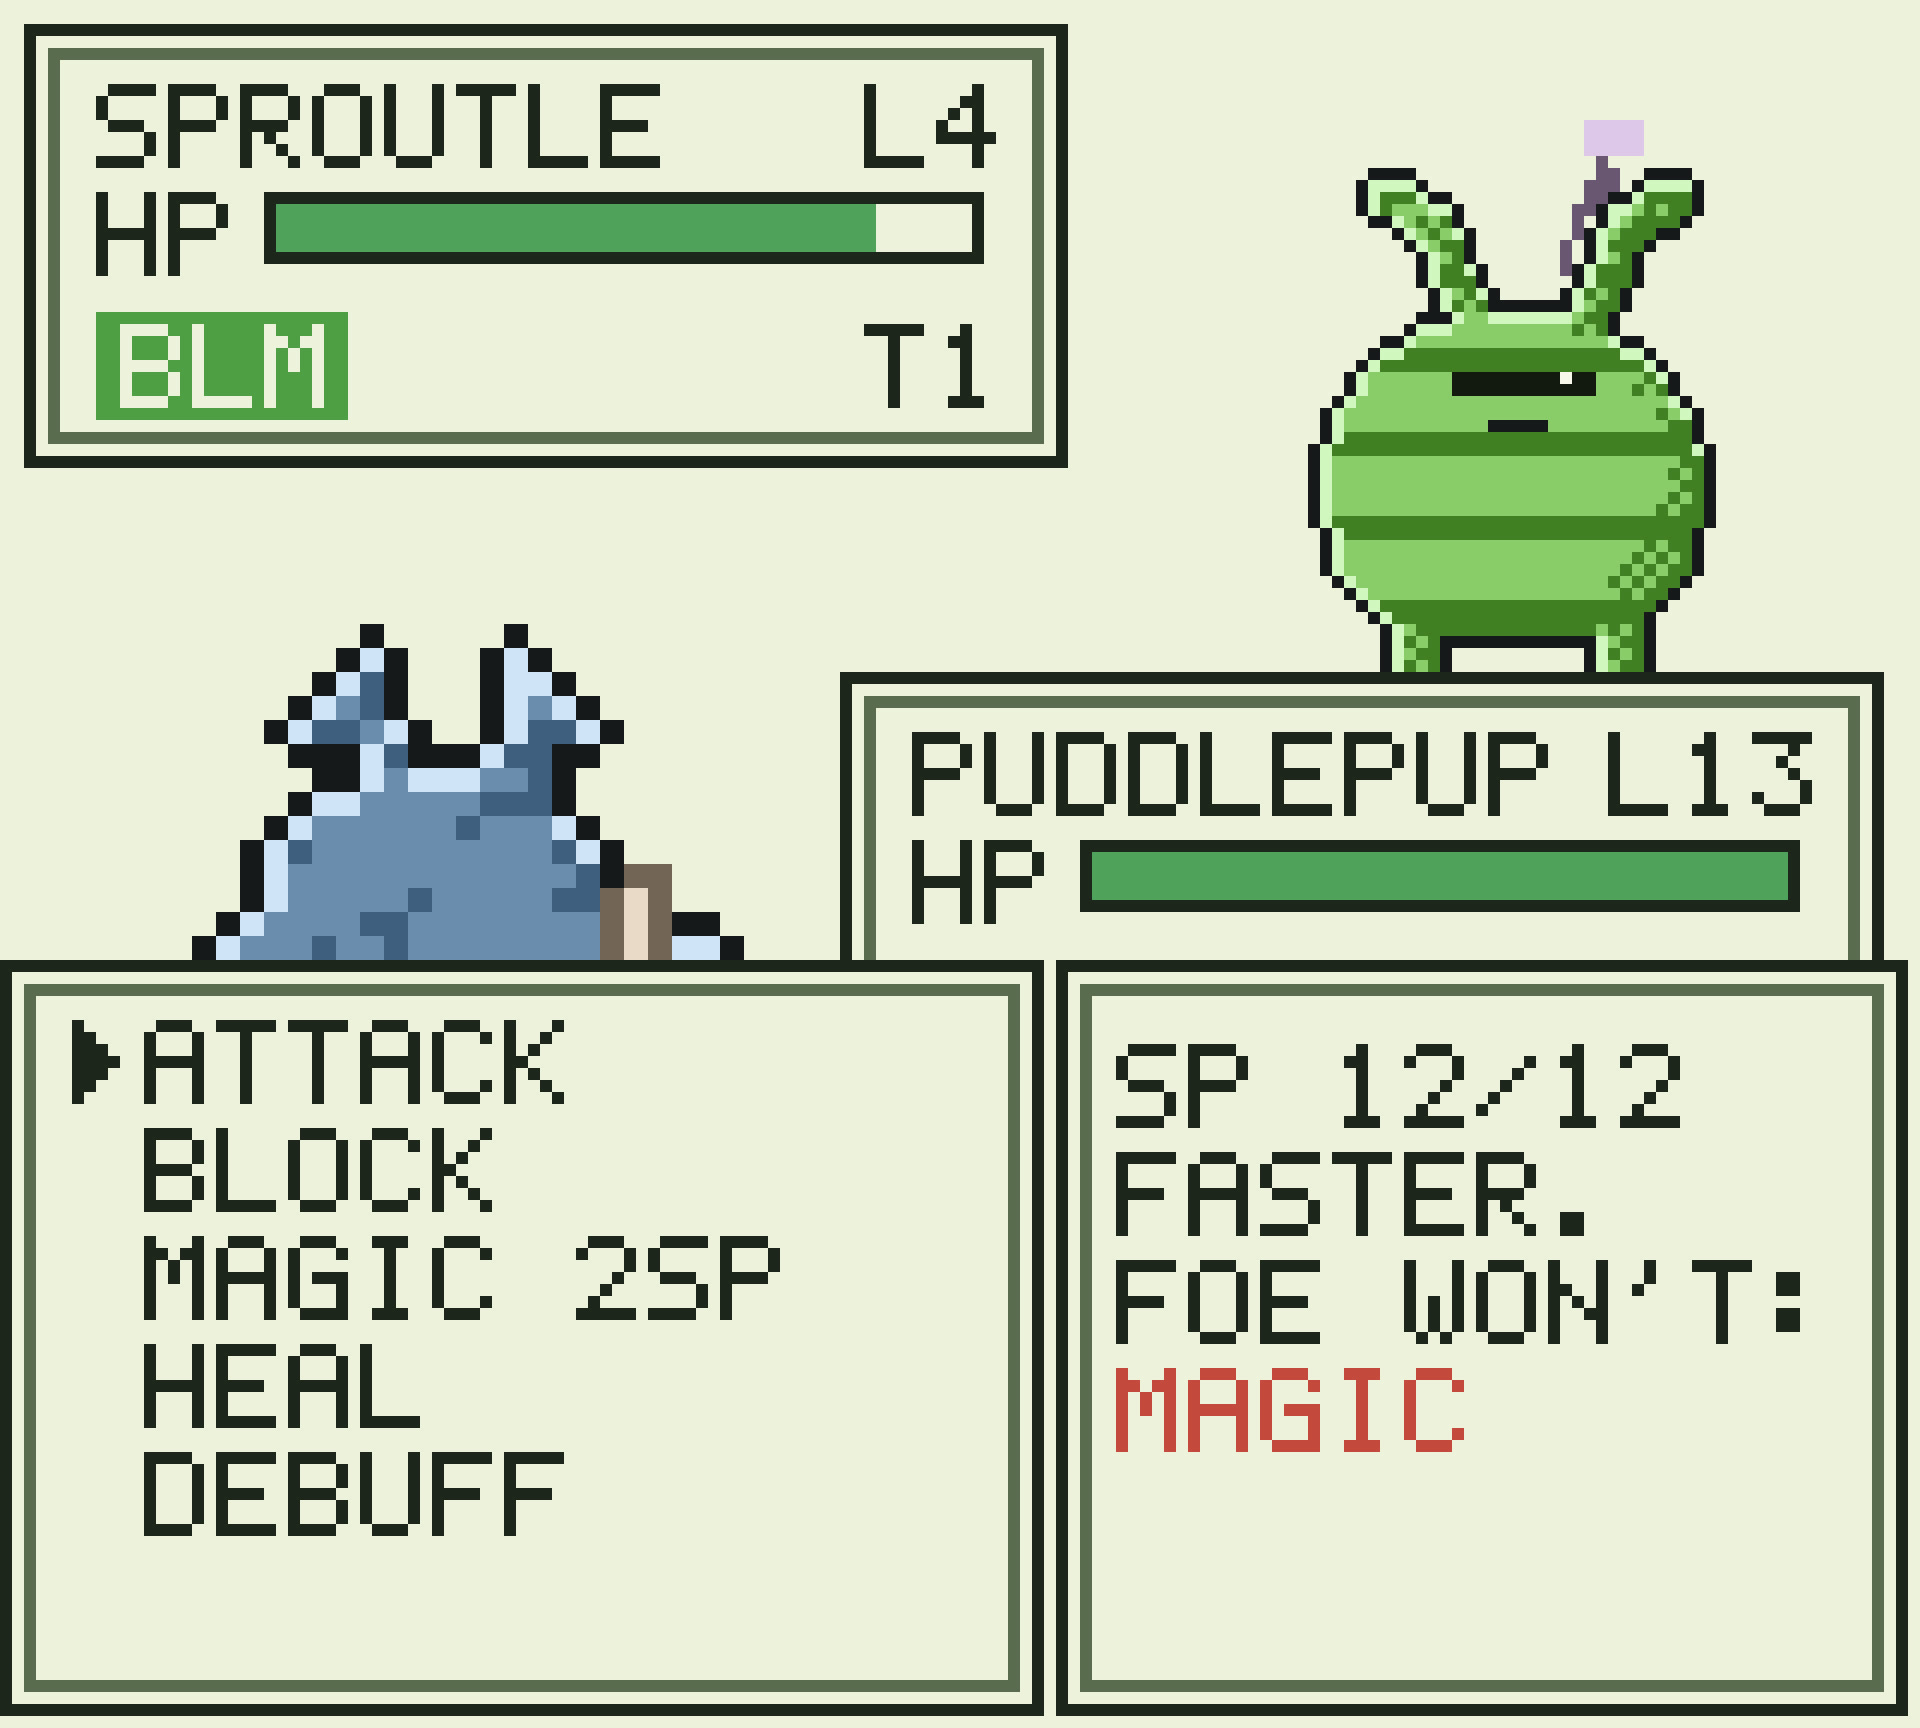 SPROUTLE L4
HP
BLM T1
PUDDLEPUP L13
HP
ATTACK
BLOCK
MAGIC 2SP
HEAL
DEBUFF
SP 12/12
FASTER.
FOE WON'T:
MAGIC